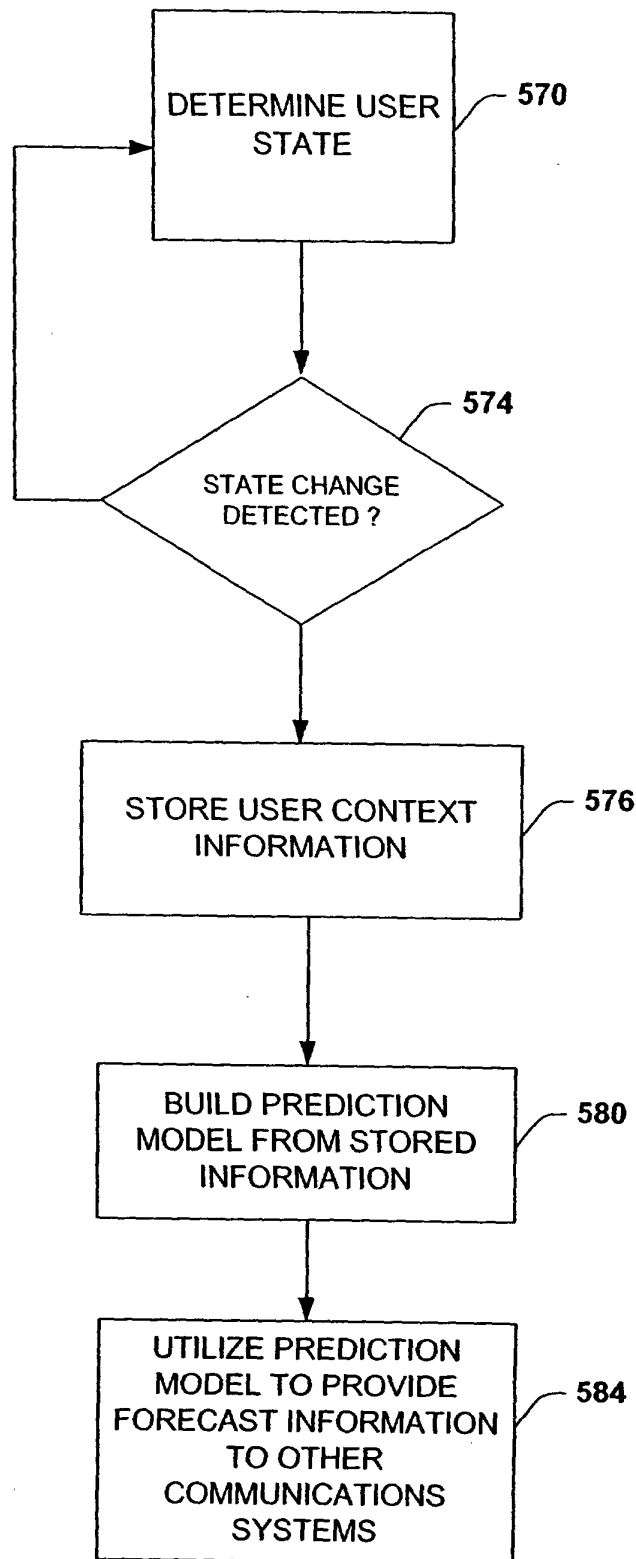 DETERMINE USER
STATE
570
574
STATE CHANGE
DETECTED ?
STORE USER CONTEXT
INFORMATION
576
BUILD PREDICTION
MODEL FROM STORED
INFORMATION
580
UTILIZE PREDICTION
MODEL TO PROVIDE
FORECAST INFORMATION
TO OTHER
COMMUNICATIONS
SYSTEMS
584